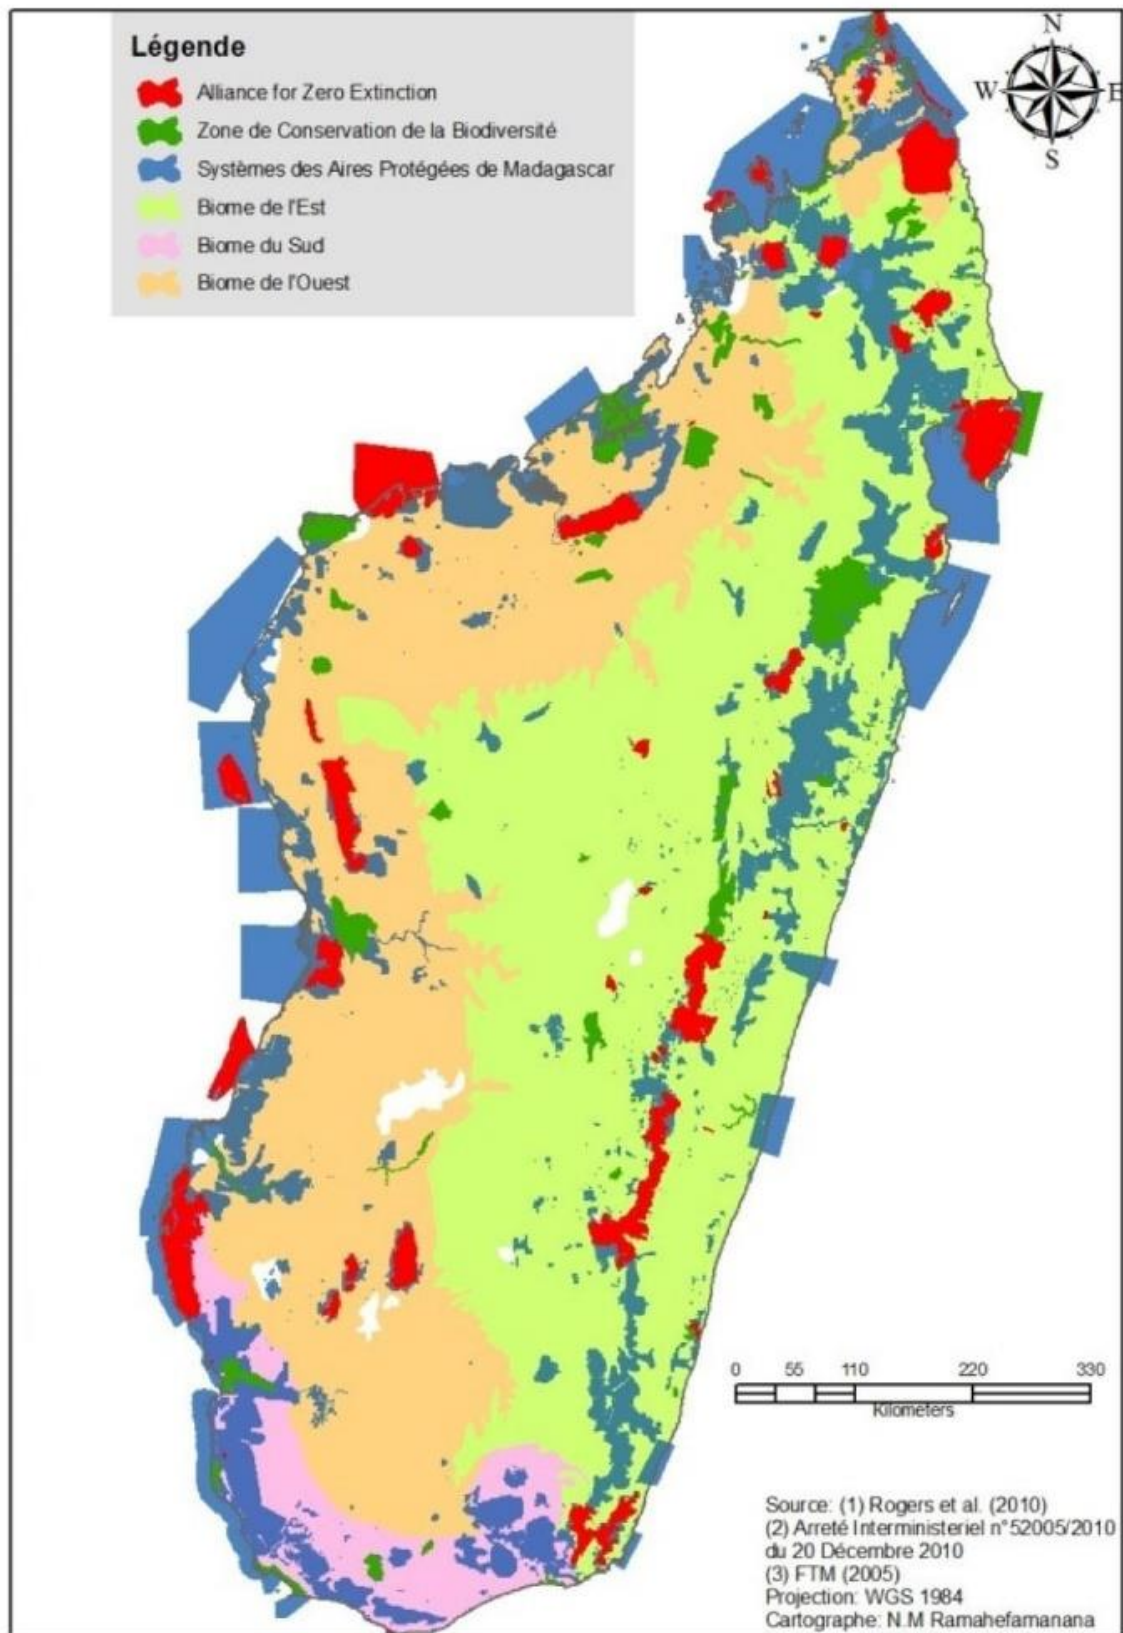 Légende
Alliance for Zero Extinction
Zone de Conservation de la Biodiversité
Systèmes des Aires Protégées de Madagascar
Biome de l'Est
Biome du Sud
Biome de l'Ouest
N
W E
S
0 55 110 220 330
Kilometers
Source: (1) Rogers et al. (2010)
(2) Arreté Interministeriel n°52005/2010
du 20 Décembre 2010
(3) FTM (2005)
Projection: WGS 1984
Cartographe: N.M Ramahefamanana